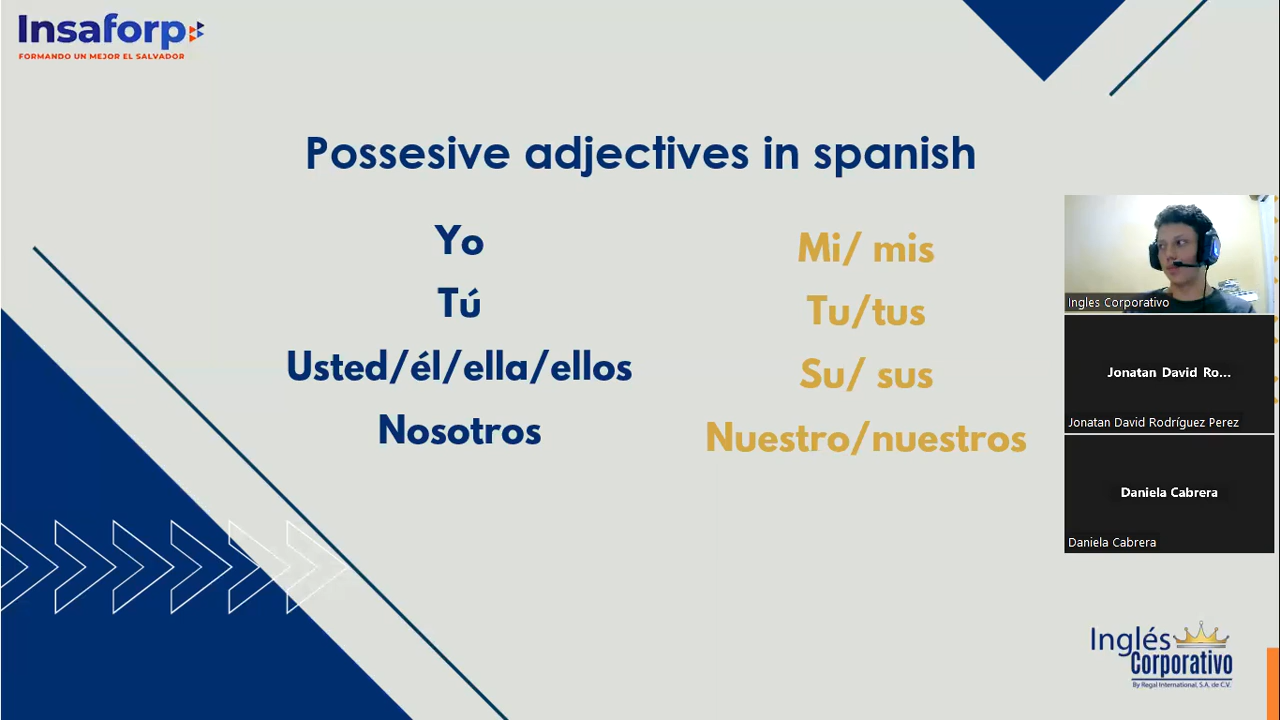 Insaforp
FORMANDO UN MEJOR EL SALVADOR
Possesive adjectives in spanish
Yo
Mi/ mis
Tú
Tu/tus
Usted/él/ella/ellos
Su/ sus
Nosotros
Nuestro/nuestros
Ingles Corporativo
Jonatan David Ro...
Jonatan David Rodríguez Perez
Daniela Cabrera
Daniela Cabrera
Inglés
Corporativo
By Regal International, S.A. de C.V.